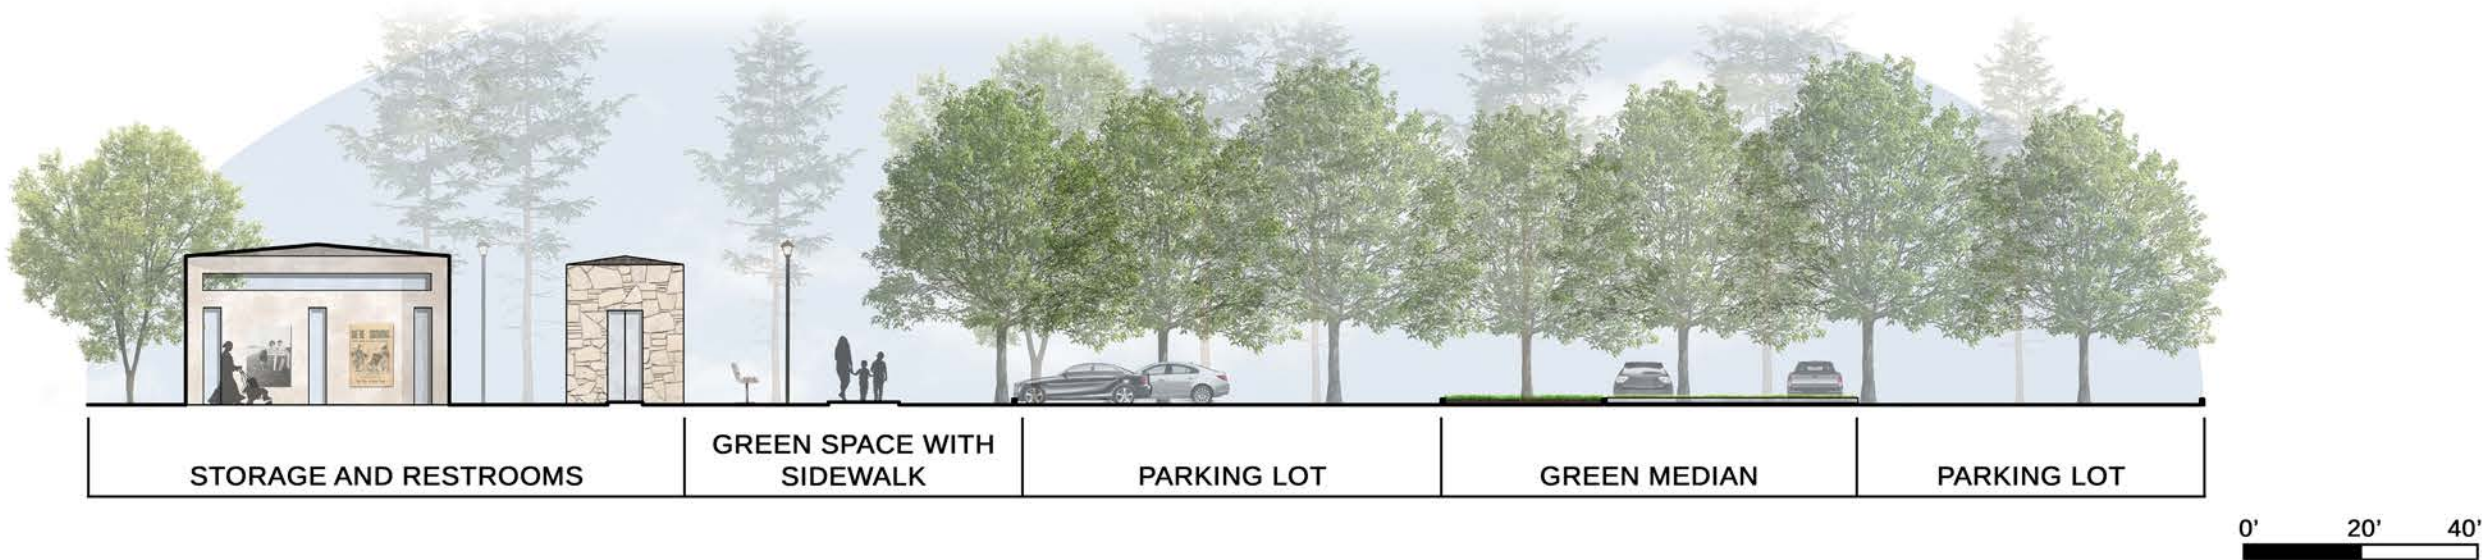 STORAGE AND RESTROOMS
GREEN SPACE WITH
SIDEWALK
PARKING LOT
GREEN MEDIAN
PARKING LOT
0' 20' 40'